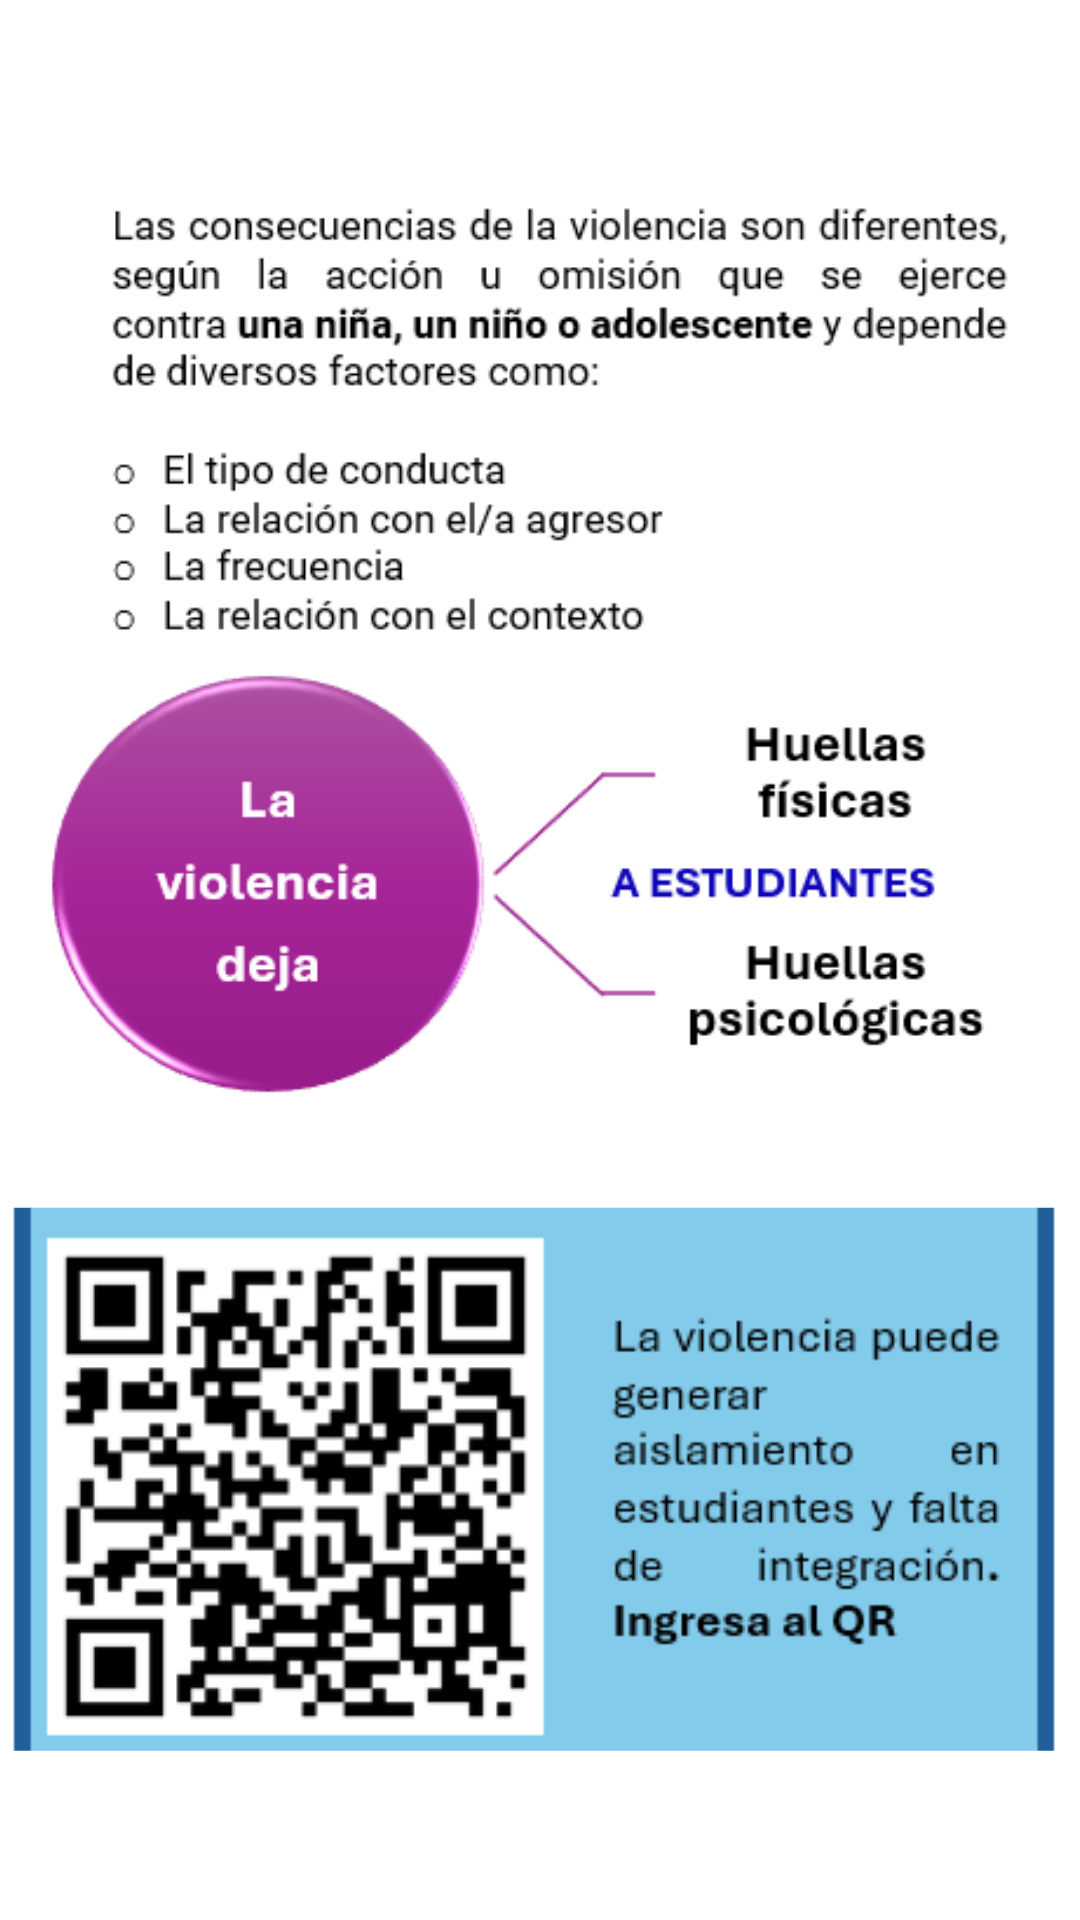 Las consecuencias de la violencia son diferentes,
según la acción u omisión que se ejerce
contra una niña, un niño o adolescente y depende
de diversos factores como:
o El tipo de conducta
o La relación con el/a agresor
o La frecuencia
o La relación con el contexto
La
violencia
deja
Huellas
físicas
A ESTUDIANTES
Huellas
psicológicas
La violencia puede
generar
aislamiento en
estudiantes y falta
de integración.
Ingresa al QR